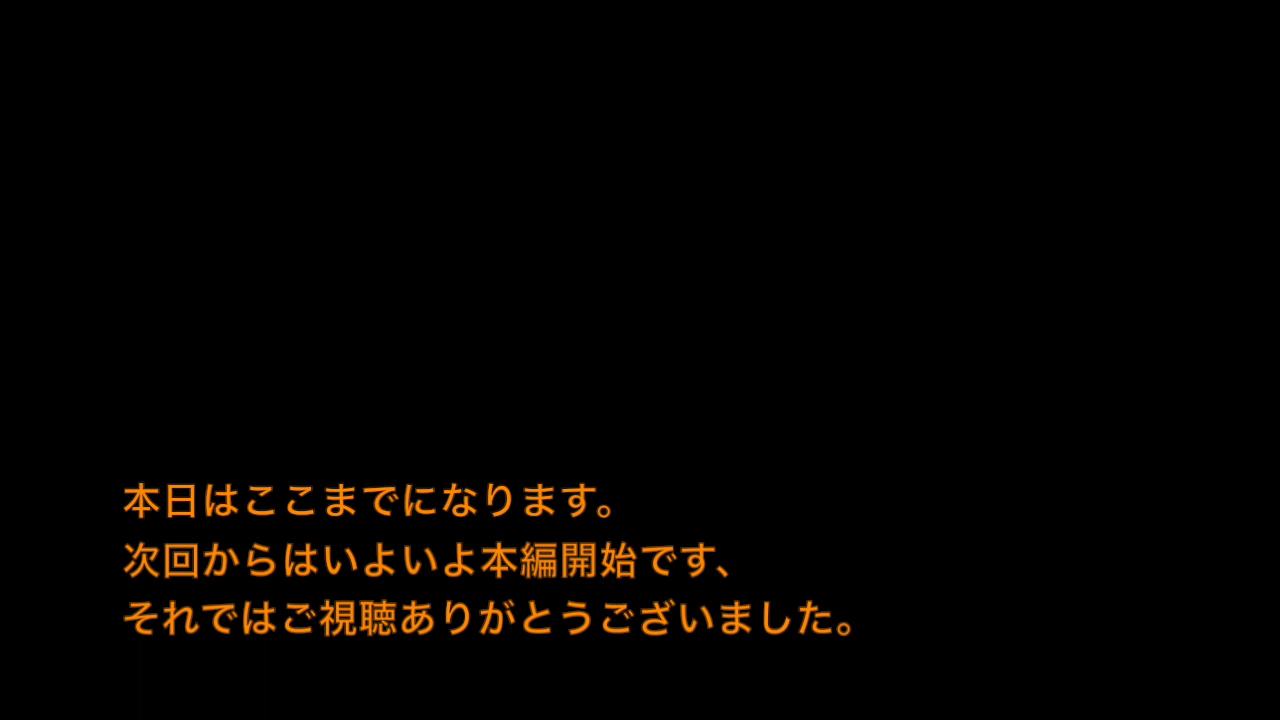 本日はここまでになります。
次回からはいよいよ本編開始です、
それではご視聴ありがとうございました。